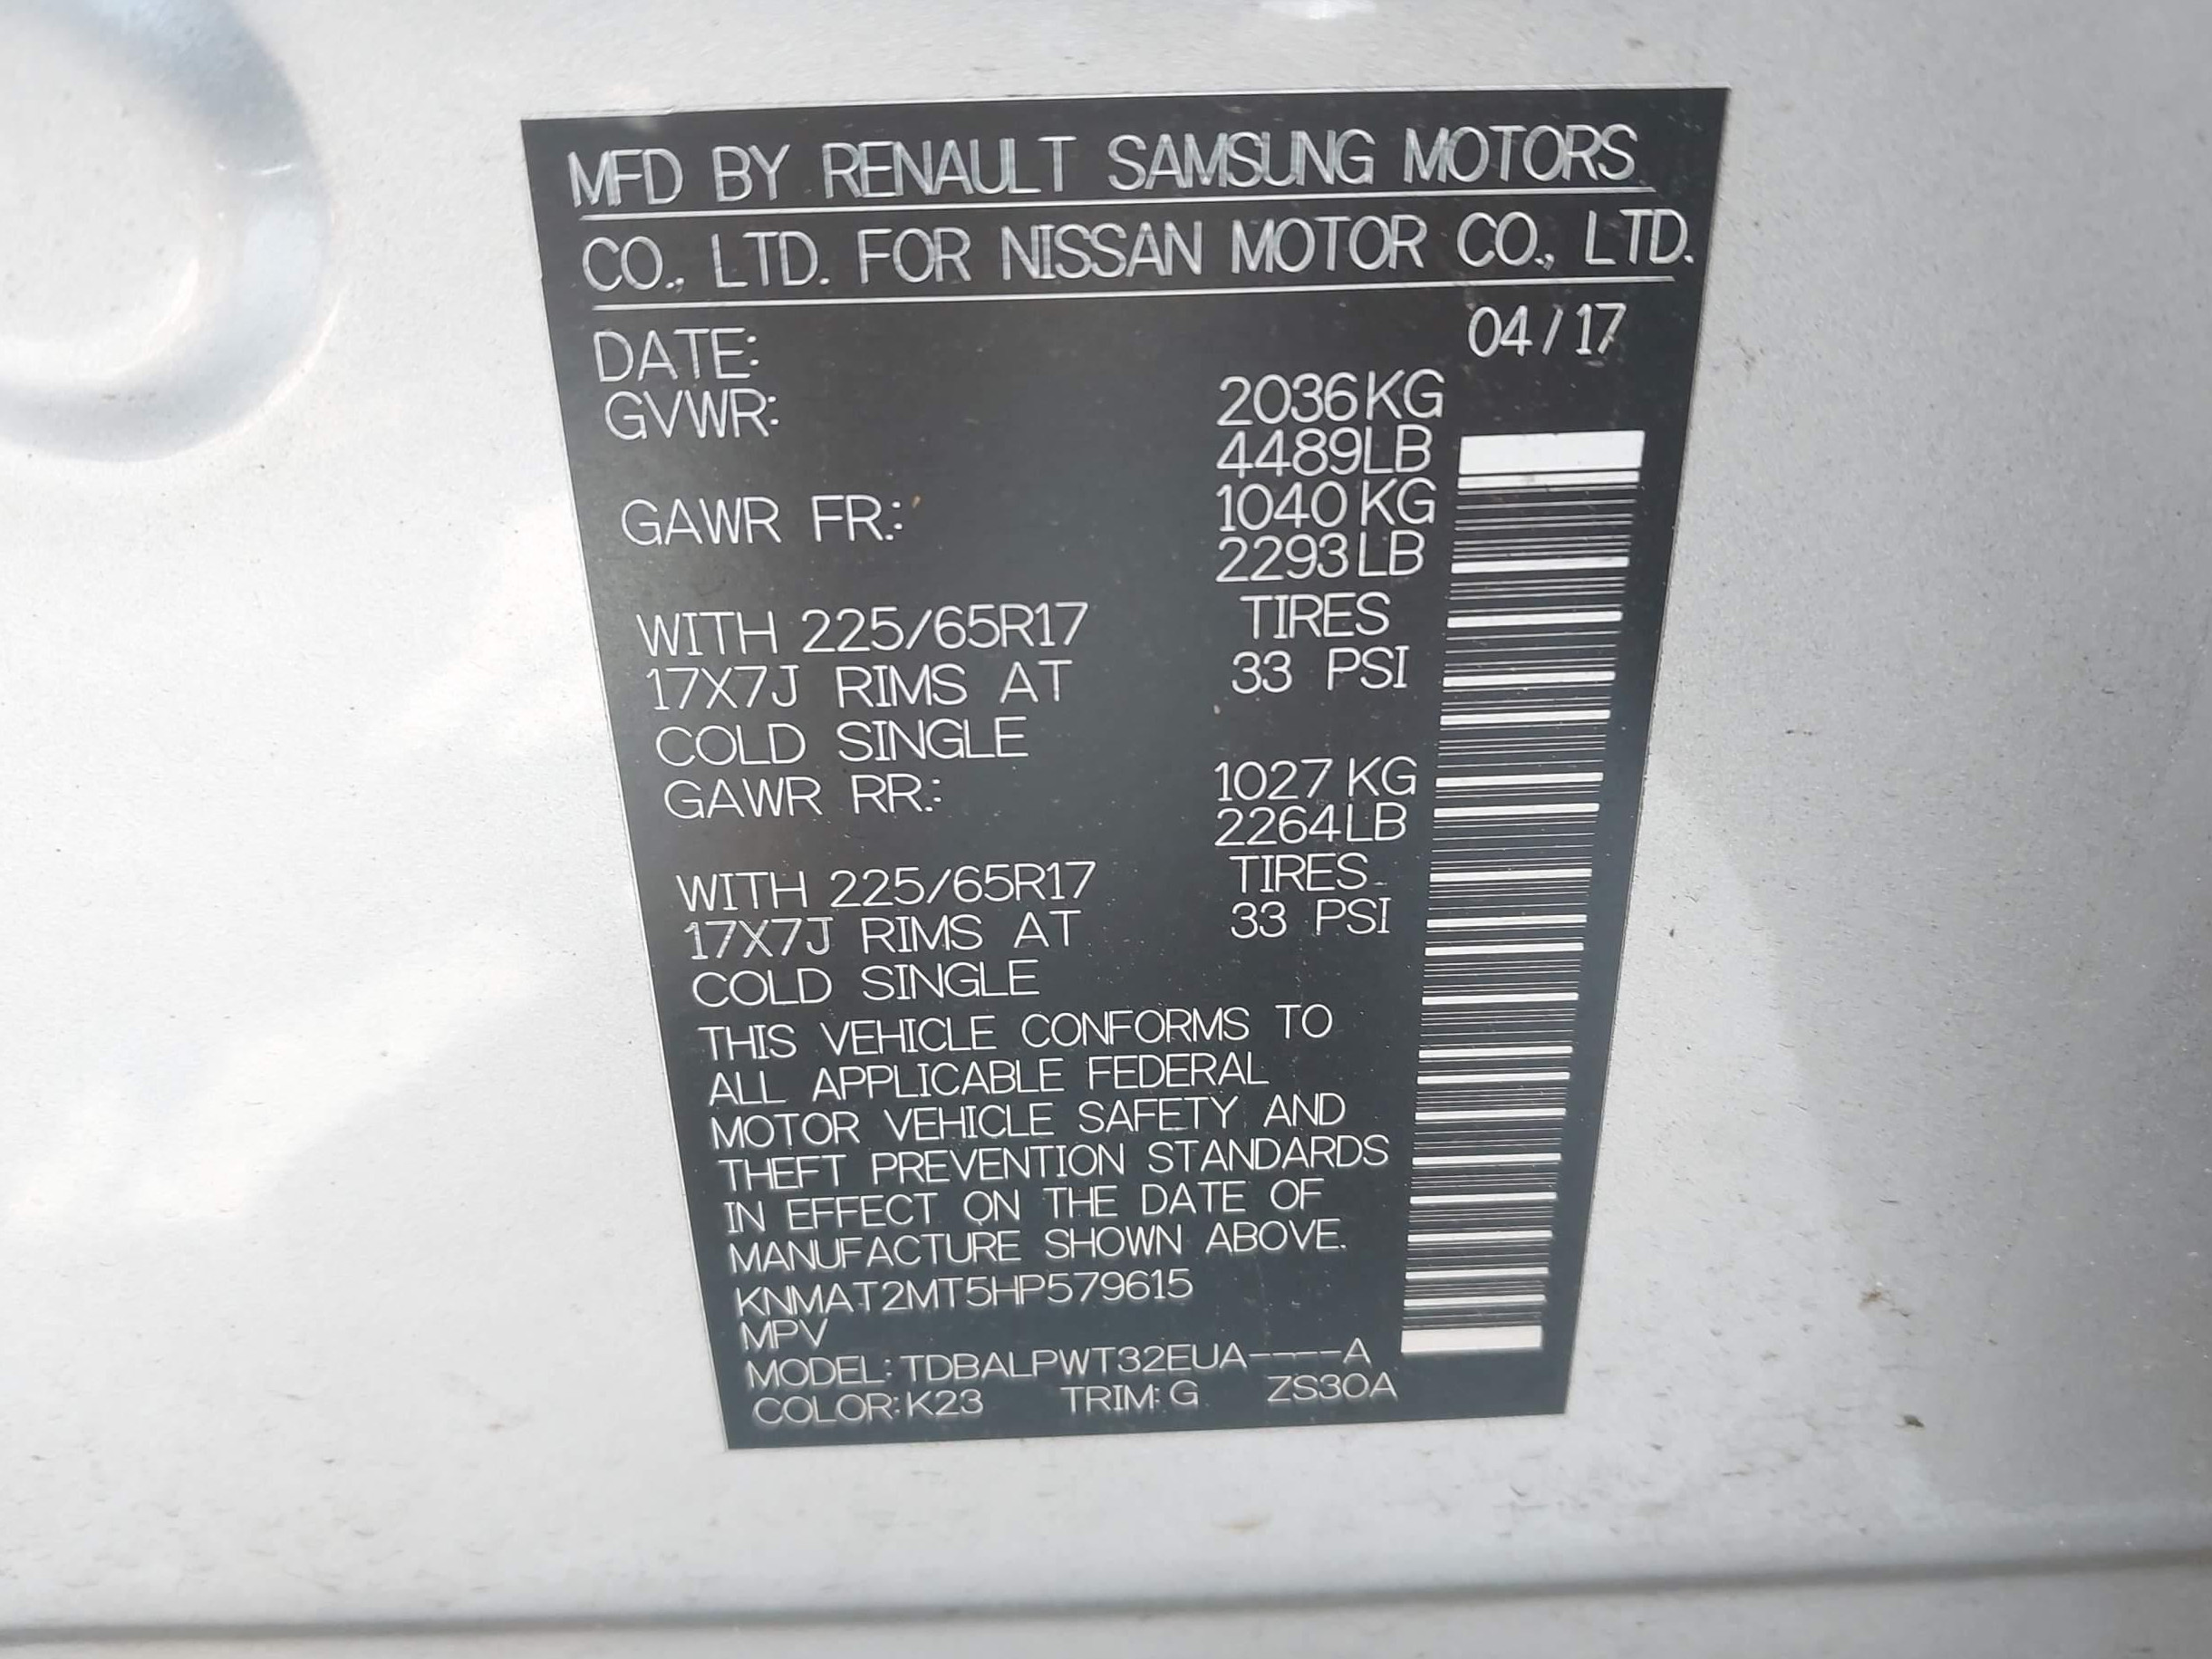 MFD BY RENAULT SAMSUNG MOTORS
CO., LTD. FOR NISSAN MOTOR CO., LTD.
DATE: 04/17
GVWR: 2036KG
4489LB
GAWR FR.: 1040KG
2293LB
WITH 225/65R17 TIRES
17X7J RIMS AT 33 PSI
COLD SINGLE
GAWR RR.: 1027KG
2264LB
WITH 225/65R17 TIRES
17X7J RIMS AT 33 PSI
COLD SINGLE
THIS VEHICLE CONFORMS TO
ALL APPLICABLE FEDERAL
MOTOR VEHICLE SAFETY AND
THEFT PREVENTION STANDARDS
IN EFFECT ON THE DATE OF
MANUFACTURE SHOWN ABOVE.
KNMAT2MT5HP579615
MPV
MODEL: TDBALPWT32EUA----A
COLOR: K23 TRIM: G ZS30A